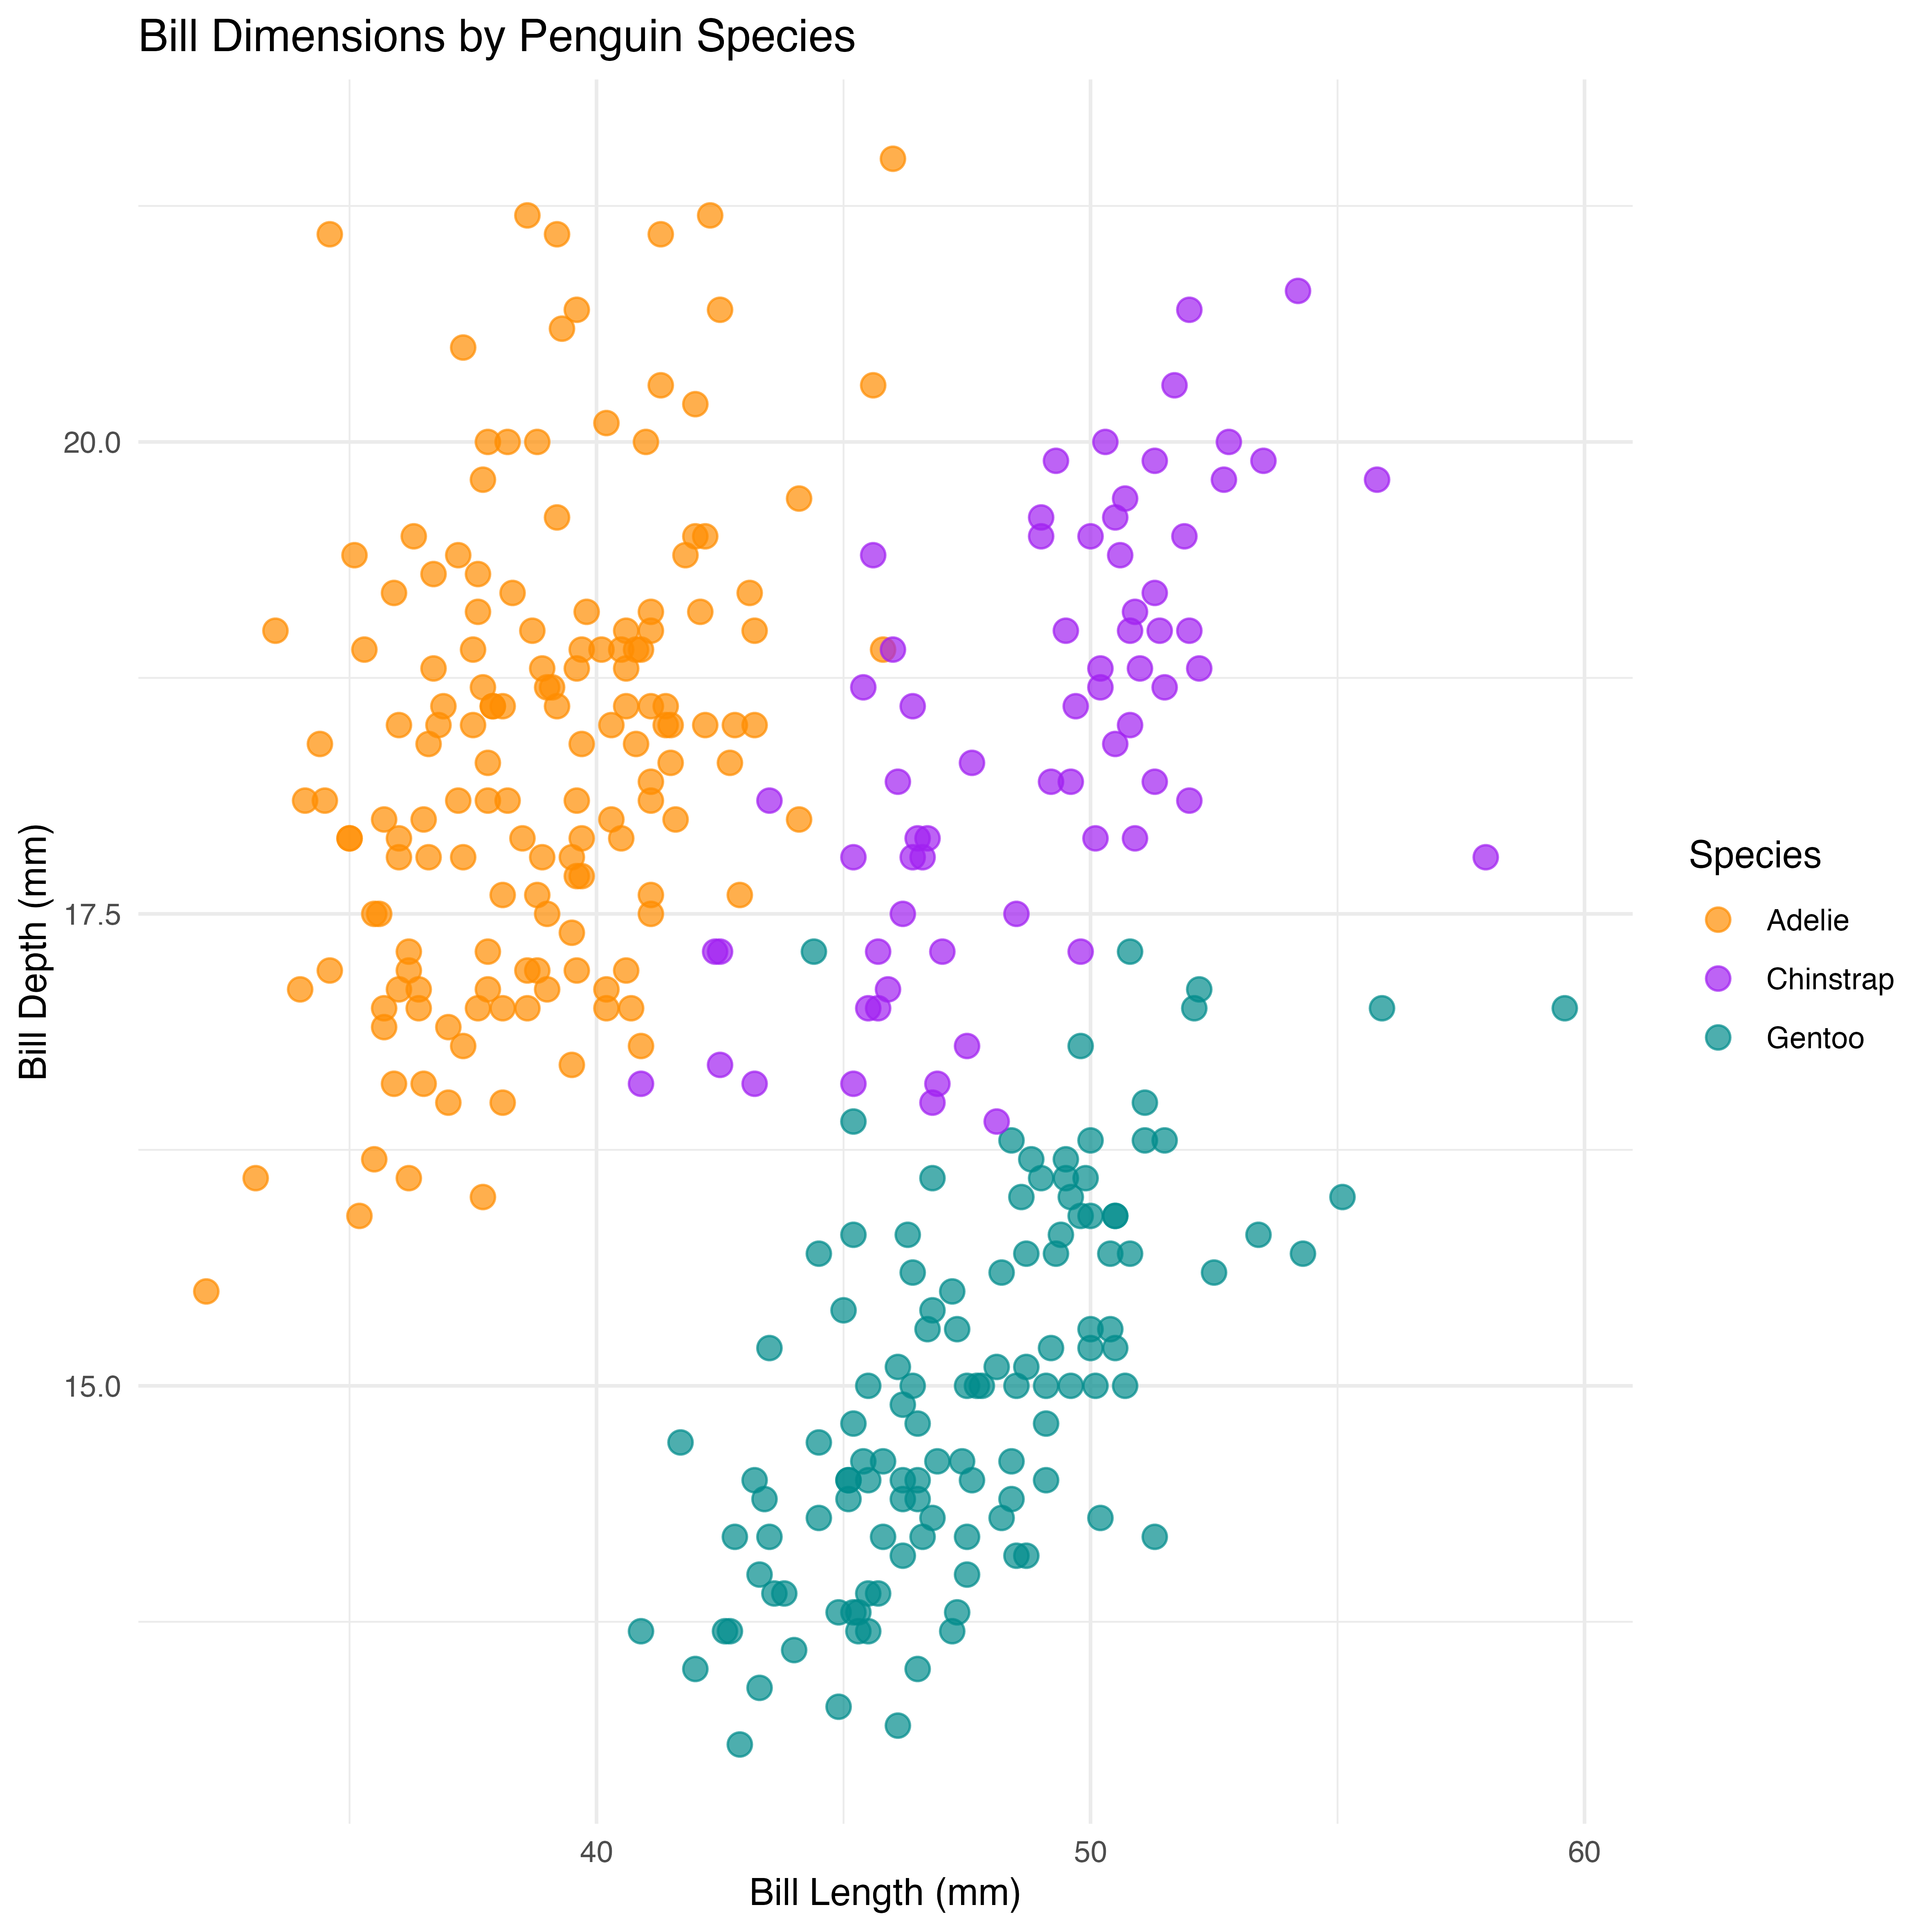 Bill Dimensions by Penguin Species
Bill Depth (mm)
20.0
17.5
15.0
40
50
60
Bill Length (mm)
Species
Adelie
Chinstrap
Gentoo